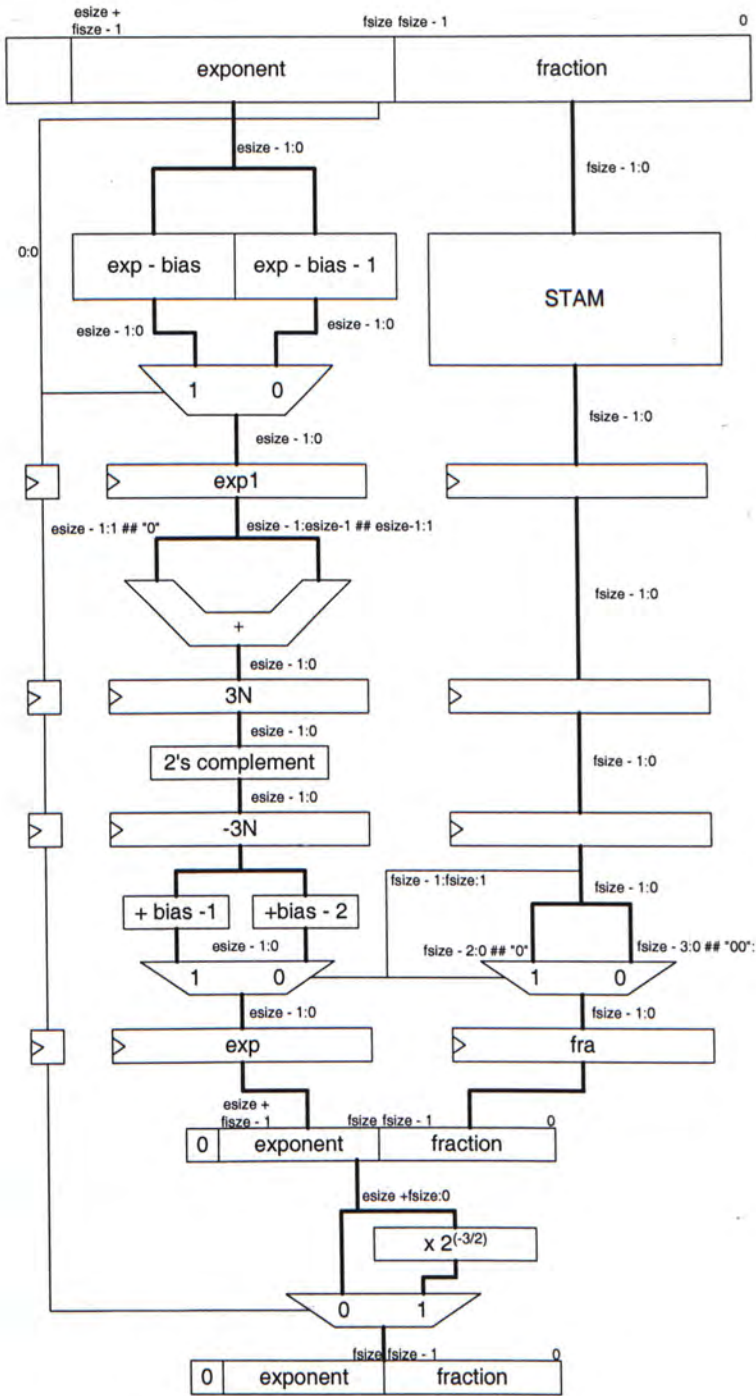 esize +
fisze - 1
fsize fsize - 1
0
exponent
fraction
esize - 1:0
fsize - 1:0
0:0
exp - bias
exp - bias - 1
STAM
esize - 1:0
esize - 1:0
1
0
fsize - 1:0
esize - 1:0
exp1
esize - 1:1 ## "0"
esize - 1:esize-1 ## esize-1:1
fsize - 1:0
+
esize - 1:0
3N
esize - 1:0
2's complement
fsize - 1:0
esize - 1:0
-3N
fsize - 1:fsize:1
fsize - 1:0
+ bias -1
+bias - 2
esize - 1:0
fsize - 2:0 ## "0"
fsize - 3:0 ## "00":
1
0
1
0
esize - 1:0
fsize - 1:0
exp
fra
esize +
fisze - 1
fsize fsize - 1
0
0
exponent
fraction
esize +fsize:0
x 2(-3/2)
0
1
fsize fsize - 1
0
0
exponent
fraction